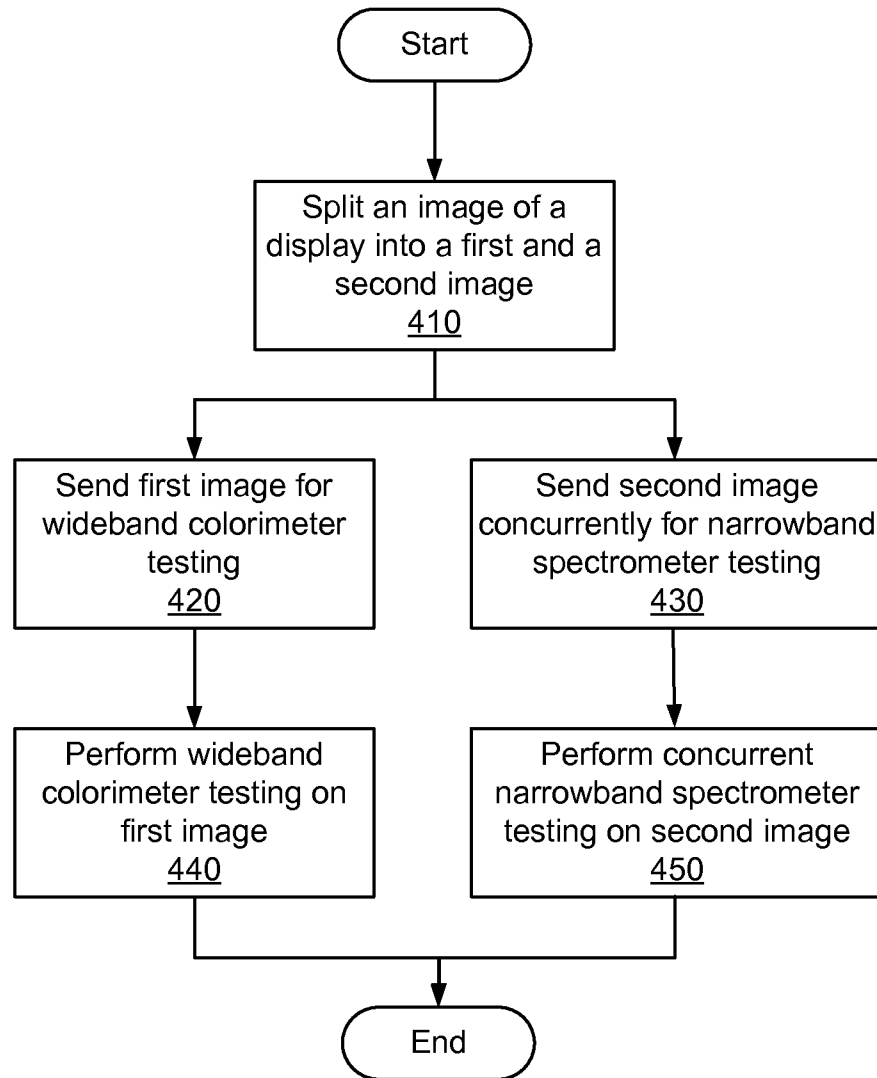 Start
Split an image of a
display into a first and a
second image
410
Send first image for
wideband colorimeter
testing
420
Send second image
concurrently for narrowband
spectrometer testing
430
Perform wideband
colorimeter testing on
first image
440
Perform concurrent
narrowband spectrometer
testing on second image
450
End